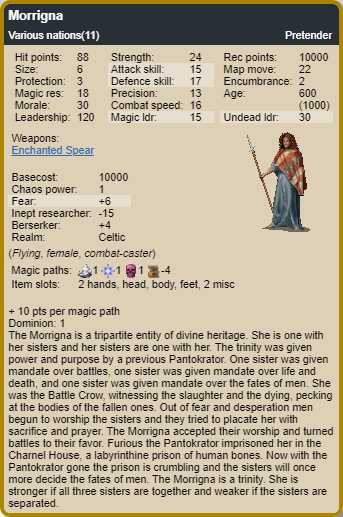 Morrigna
Various nations(11) Pretender
Hit points: 88 Strength: 24 Rec points: 10000
Size: 6 Attack skill: 15 Map move: 22
Protection: 3 Defence skill: 17 Encumbrance: 2
Magic res: 18 Precision: 13 Age: 600
Morale: 30 Combat speed: 16 (1000)
Leadership: 120 Magic ldr: 15 Undead ldr: 30
Weapons:
Enchanted Spear
Basecost: 10000
Chaos power: 1
Fear: +6
Inept researcher: -15
Berserker: +4
Realm: Celtic
(Flying, female, combat-caster)
Magic paths: 1 1 1 -4
Item slots: 2 hands, head, body, feet, 2 misc
+ 10 pts per magic path
Dominion: 1
The Morrigna is a tripartite entity of divine heritage. She is one with
her sisters and her sisters are one with her. The trinity was given
power and purpose by a previous Pantokrator. One sister was given
mandate over battles, one sister was given mandate over life and
death, and one sister was given mandate over the fates of men. She
was the Battle Crow, witnessing the slaughter and the dying, pecking
at the bodies of the fallen ones. Out of fear and desperation men
begun to worship the sisters and they tried to placate her with
sacrifice and prayer. The Morrigna accepted their worship and turned
battles to their favor. Furious the Pantokrator imprisoned her in the
Charnel House, a labyrinthine prison of human bones. Now with the
Pantokrator gone the prison is crumbling and the sisters will once
more decide the fates of men. The Morrigna is a trinity. She is
stronger if all three sisters are together and weaker if the sisters are
separated.